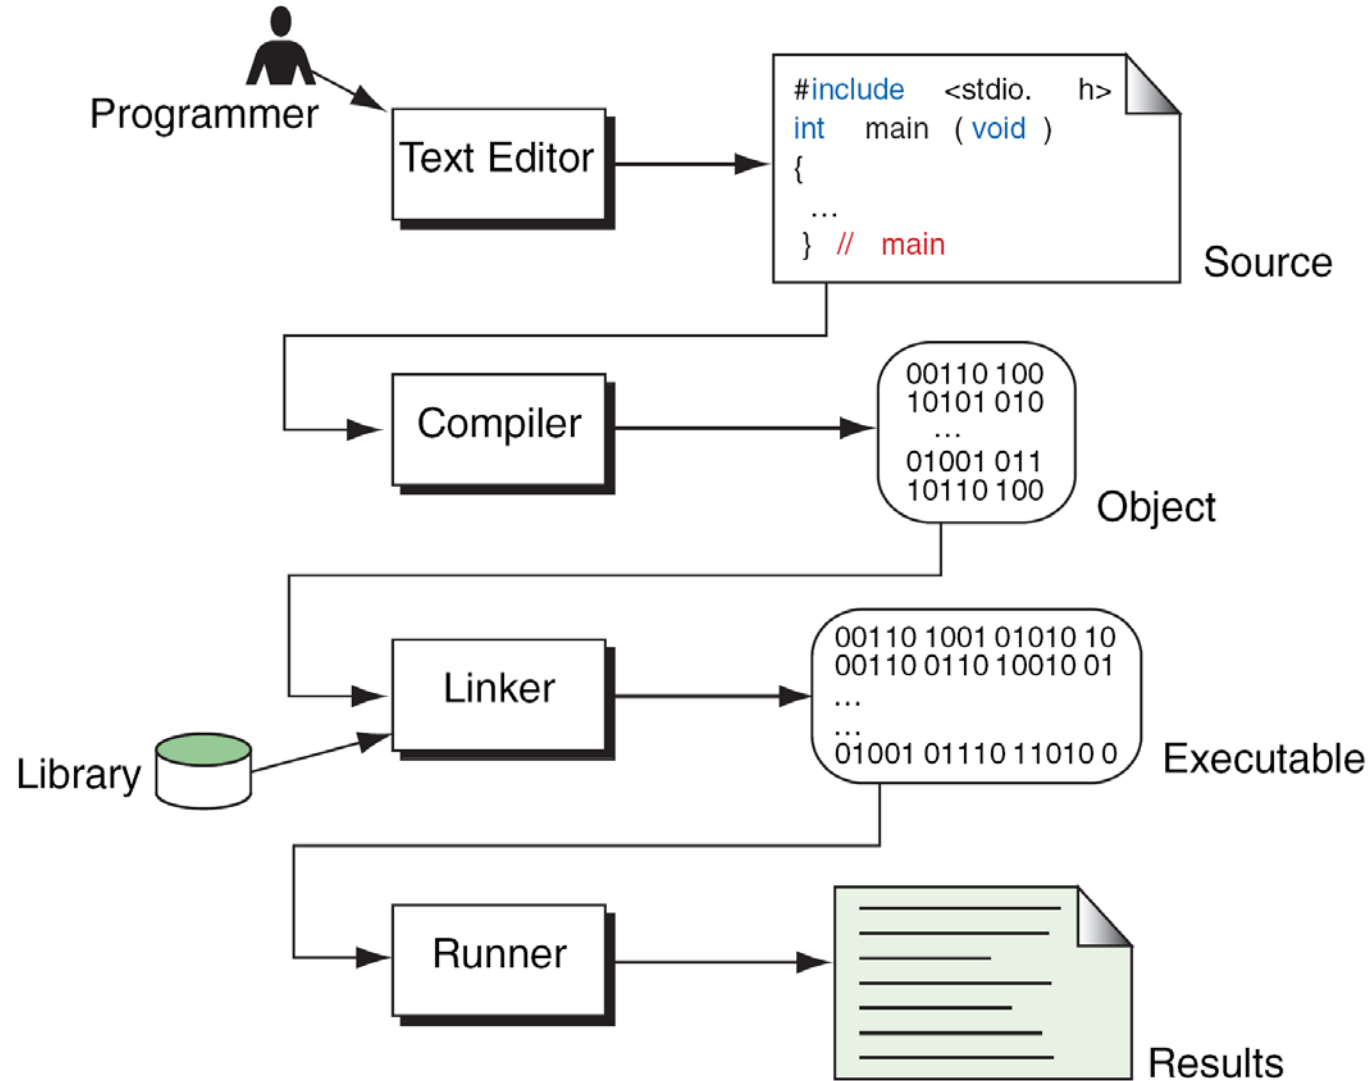 Programmer
Text Editor
#include <stdio. h>
int main ( void )
{
...
} // main
Source
Compiler
00110 100
10101 010
...
01001 011
10110 100
Object
Linker
Library
00110 1001 01010 10
00110 0110 10010 01
...
...
01001 01110 11010 0
Executable
Runner
Results